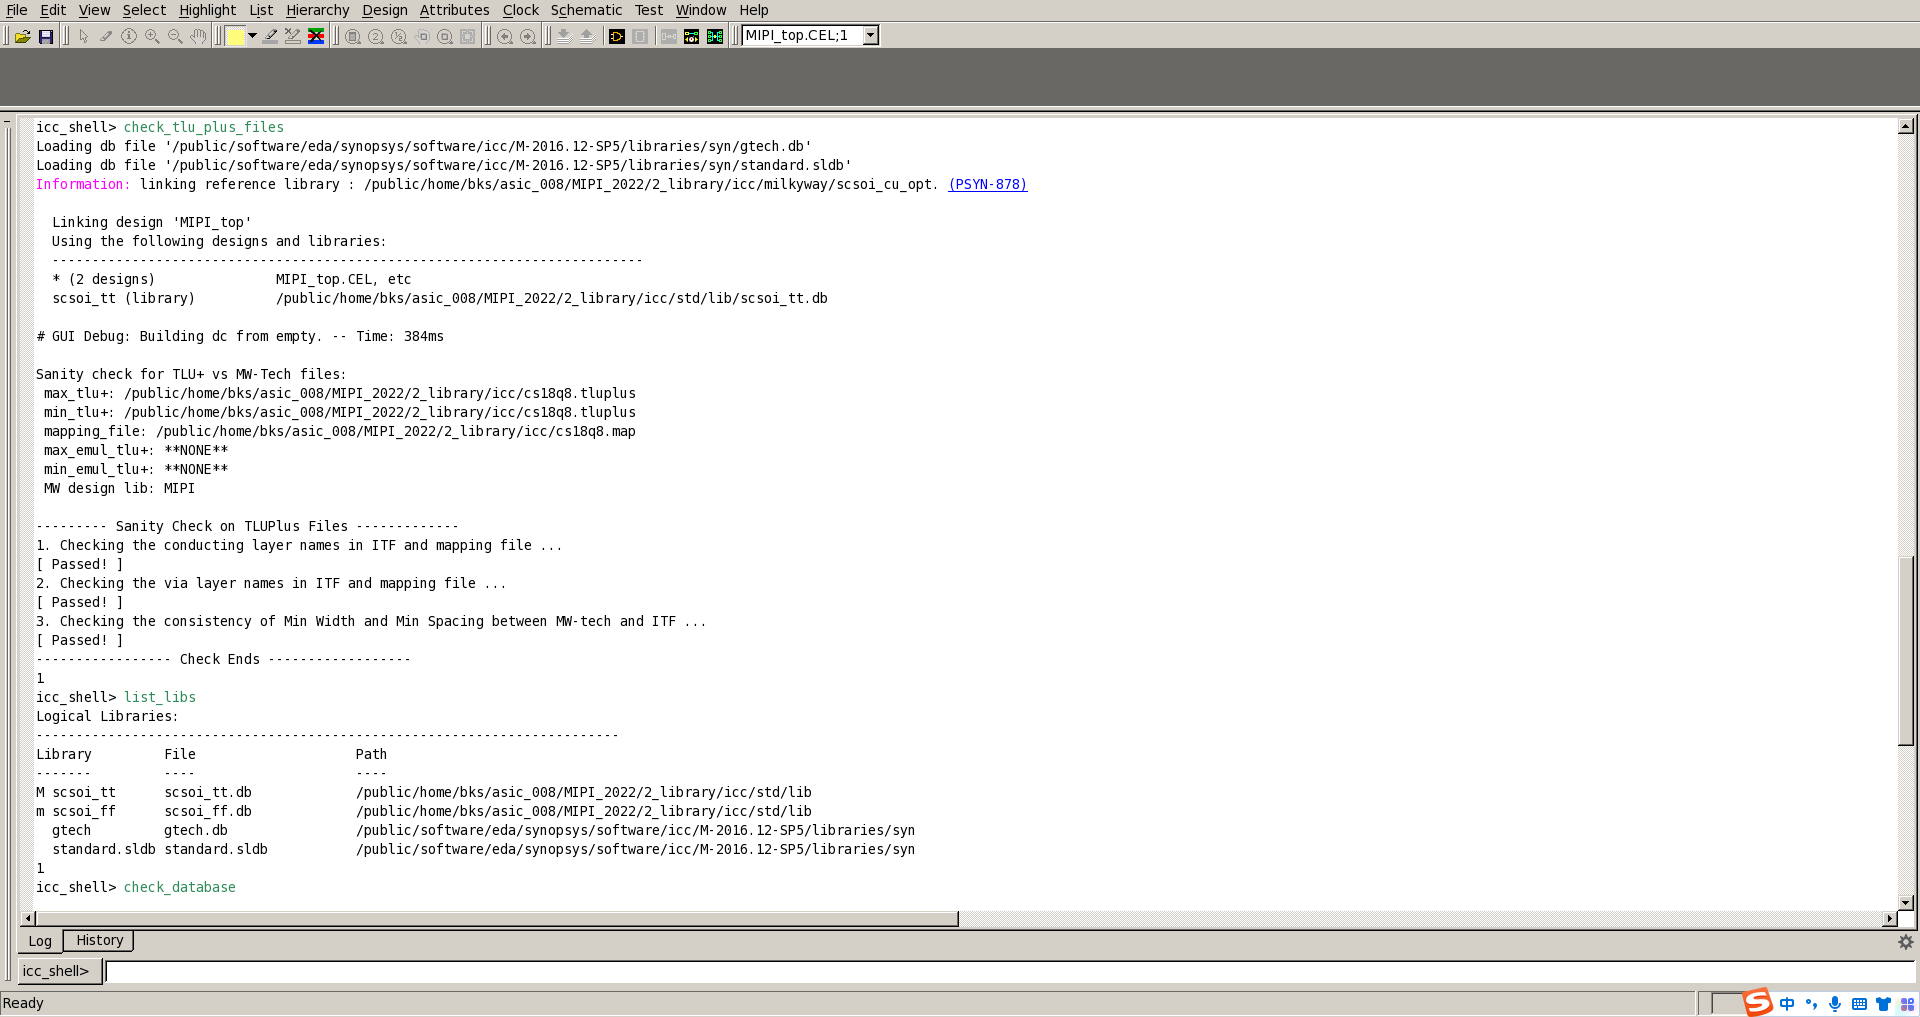 File Edit View Select Highlight List Hierarchy Design Attributes Clock Schematic Test Window Help
MIPI_top.CEL;1
icc_shell> check_tlu_plus_files
Loading db file '/public/software/eda/synopsys/software/icc/M-2016.12-SP5/libraries/syn/gtech.db'
Loading db file '/public/software/eda/synopsys/software/icc/M-2016.12-SP5/libraries/syn/standard.sldb'
Information: linking reference library : /public/home/bks/asic_008/MIPI_2022/2_library/icc/milkyway/scsoi_cu_opt. (PSYN-878)
Linking design 'MIPI_top'
Using the following designs and libraries:
--------------------------------------------------------------------------
* (2 designs)               MIPI_top.CEL, etc
scsoi_tt (library)          /public/home/bks/asic_008/MIPI_2022/2_library/icc/std/lib/scsoi_tt.db
# GUI Debug: Building dc from empty. -- Time: 384ms
Sanity check for TLU+ vs MW-Tech files:
max_tlu+: /public/home/bks/asic_008/MIPI_2022/2_library/icc/cs18q8.tluplus
min_tlu+: /public/home/bks/asic_008/MIPI_2022/2_library/icc/cs18q8.tluplus
mapping_file: /public/home/bks/asic_008/MIPI_2022/2_library/icc/cs18q8.map
max_emul_tlu+: **NONE**
min_emul_tlu+: **NONE**
MW design lib: MIPI
--------- Sanity Check on TLUPlus Files -------------
1. Checking the conducting layer names in ITF and mapping file ...
[ Passed! ]
2. Checking the via layer names in ITF and mapping file ...
[ Passed! ]
3. Checking the consistency of Min Width and Min Spacing between MW-tech and ITF ...
[ Passed! ]
----------------- Check Ends ------------------
1
icc_shell> list_libs
Logical Libraries:
-------------------------------------------------------------------------
Library         File                    Path
-------         ----                    ----
M scsoi_tt      scsoi_tt.db             /public/home/bks/asic_008/MIPI_2022/2_library/icc/std/lib
m scsoi_ff      scsoi_ff.db             /public/home/bks/asic_008/MIPI_2022/2_library/icc/std/lib
gtech         gtech.db                /public/software/eda/synopsys/software/icc/M-2016.12-SP5/libraries/syn
standard.sldb standard.sldb           /public/software/eda/synopsys/software/icc/M-2016.12-SP5/libraries/syn
1
icc_shell> check_database
Log History
icc_shell>
Ready
S 中